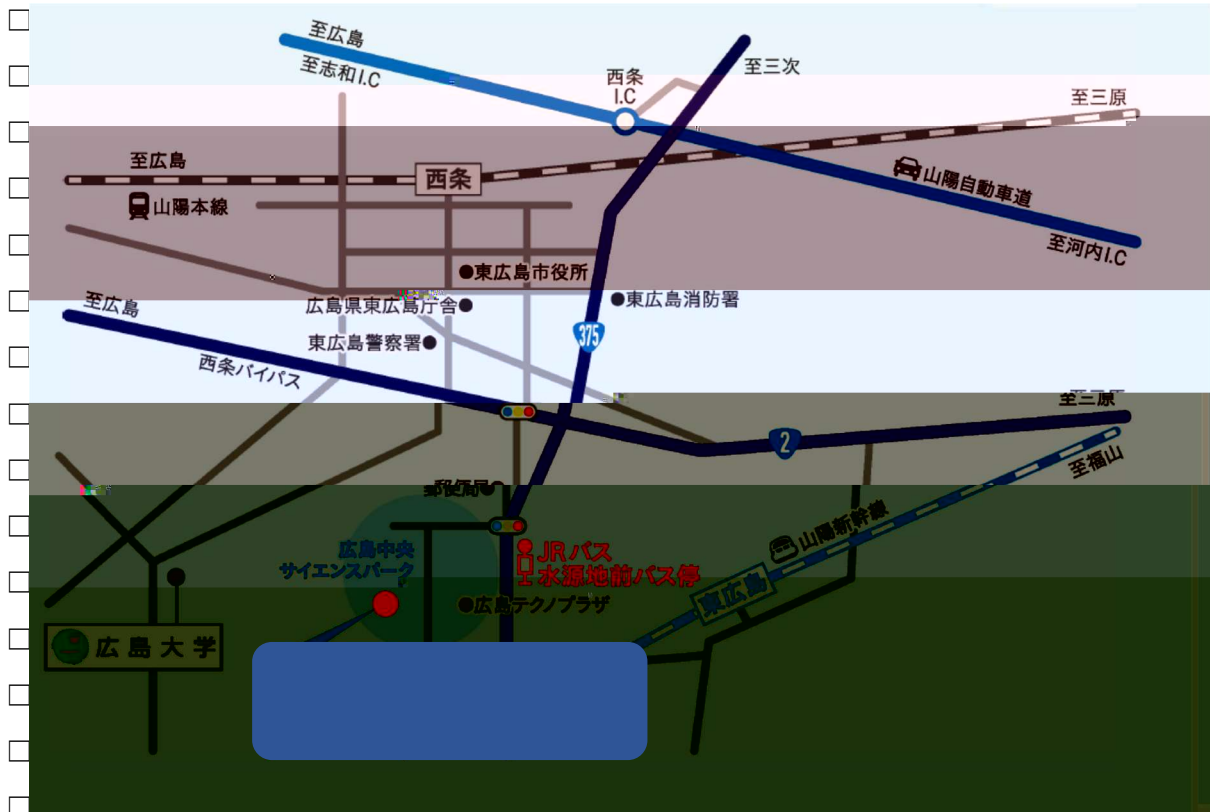 至広島
至志和I.C
西条
I.C
至三次
至三原
至広島
西条
山陽本線
山陽自動車道
至河内I.C
東広島市役所
広島県東広島庁舎
東広島消防署
至広島
東広島警察署
375
西条バイパス
至三原
2
至福山
郵便局
山陽新幹線
広島中央
サイエンスパーク
JRバス
水源地前バス停
広島テクノプラザ
東広島
広島大学